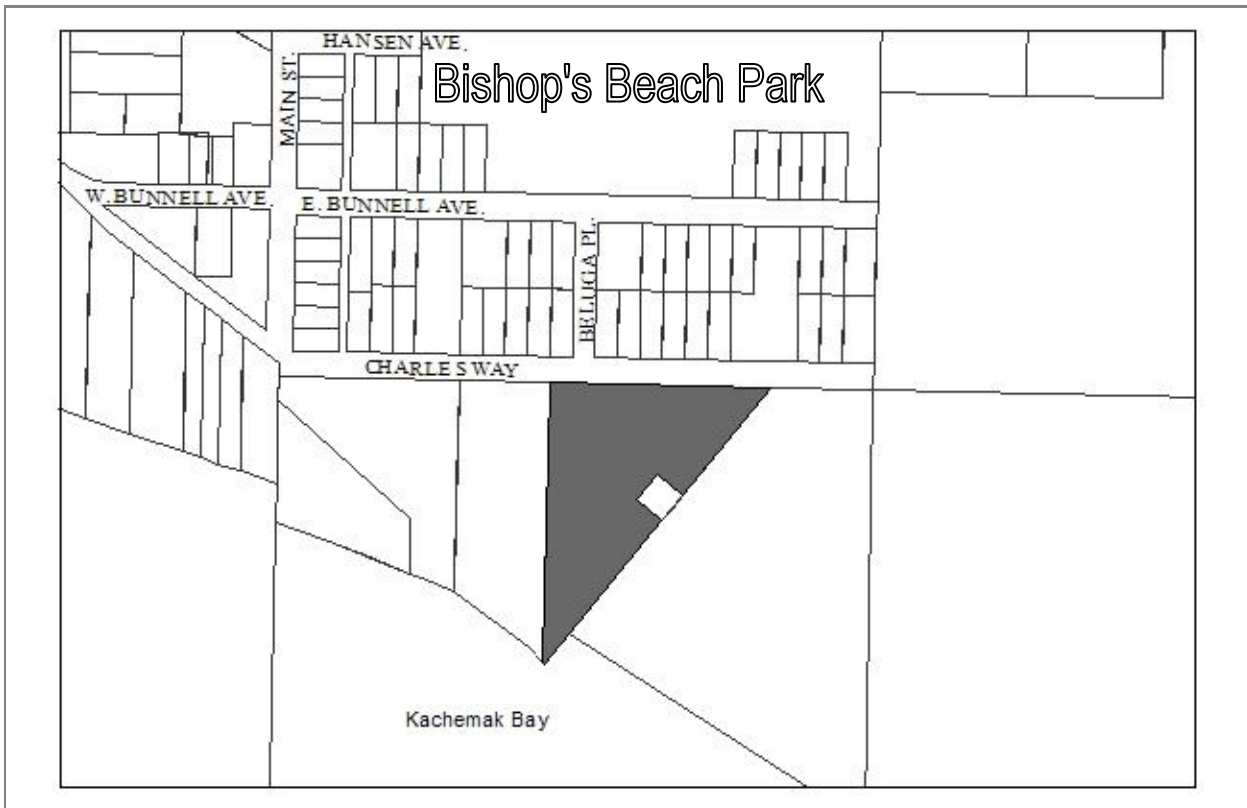 HANSEN AVE.
Bishop's Beach Park
MAIN ST.
W. BUNNELL AVE.
E. BUNNELL AVE.
BELUGA PL.
CHARLES WAY
Kachemak Bay